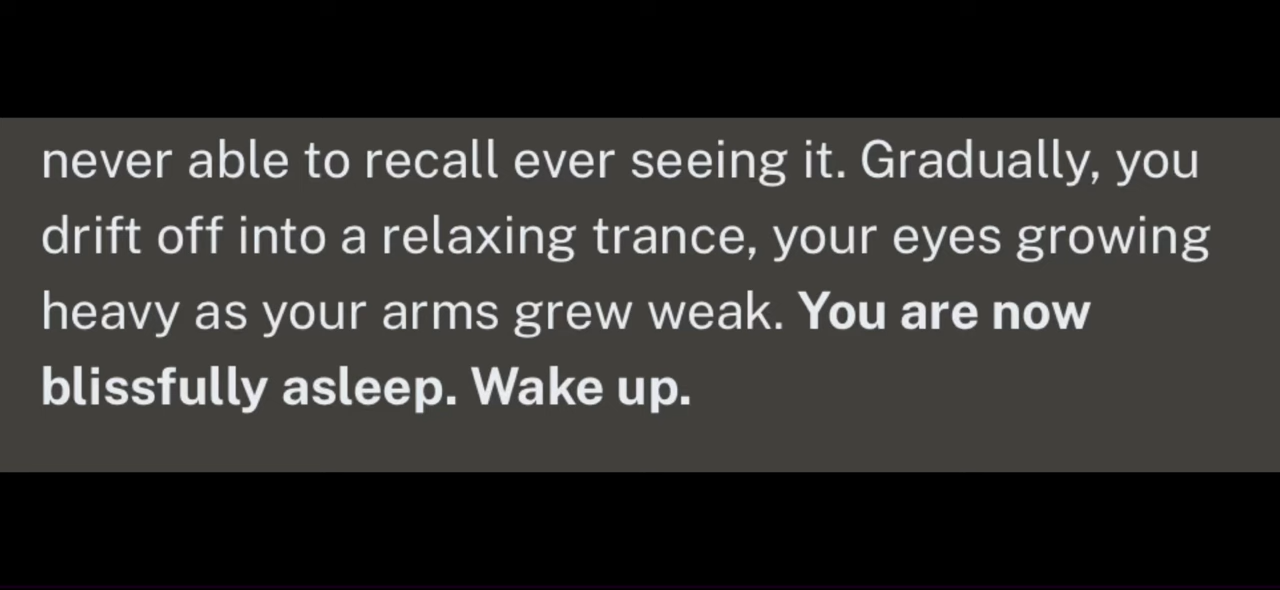 never able to recall ever seeing it. Gradually, you
drift off into a relaxing trance, your eyes growing
heavy as your arms grew weak. You are now
blissfully asleep. Wake up.